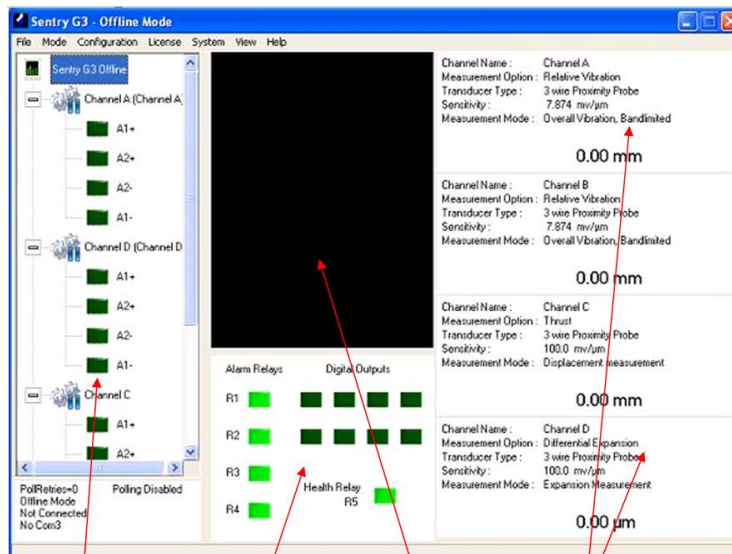 Sentry G3 - Offline Mode
File Mode Configuration License System View Help
Sentry G3 Offline
Channel A (Channel A)
A1+
A2+
A2-
A1-
Channel D (Channel D
A1+
A2+
A2-
A1-
Channel C
A1+
A2+
PollRetries=0 Polling Disabled
Offline Mode
Not Connected
No Com3
Alarm Relays Digital Outputs
R1
R2
R3
Health Relay
R5
R4
Channel Name : Channel A
Measurement Option : Relative Vibration
Transducer Type : 3 wire Proximity Probe
Sensitivity : 7.874 mv/µm
Measurement Mode : Overall Vibration, Bandlimited
0.00 mm
Channel Name : Channel B
Measurement Option : Relative Vibration
Transducer Type : 3 wire Proximity Probe
Sensitivity : 7.874 mv/µm
Measurement Mode : Overall Vibration, Bandlimited
0.00 mm
Channel Name : Channel C
Measurement Option : Thrust
Transducer Type : 3 wire Proximity Probe
Sensitivity : 100.0 mv/µm
Measurement Mode : Displacement measurement
0.00 mm
Channel Name : Channel D
Measurement Option : Differential Expansion
Transducer Type : 3 wire Proximity Probe
Sensitivity : 100.0 mv/µm
Measurement Mode : Expansion Measurement
0.00 µm